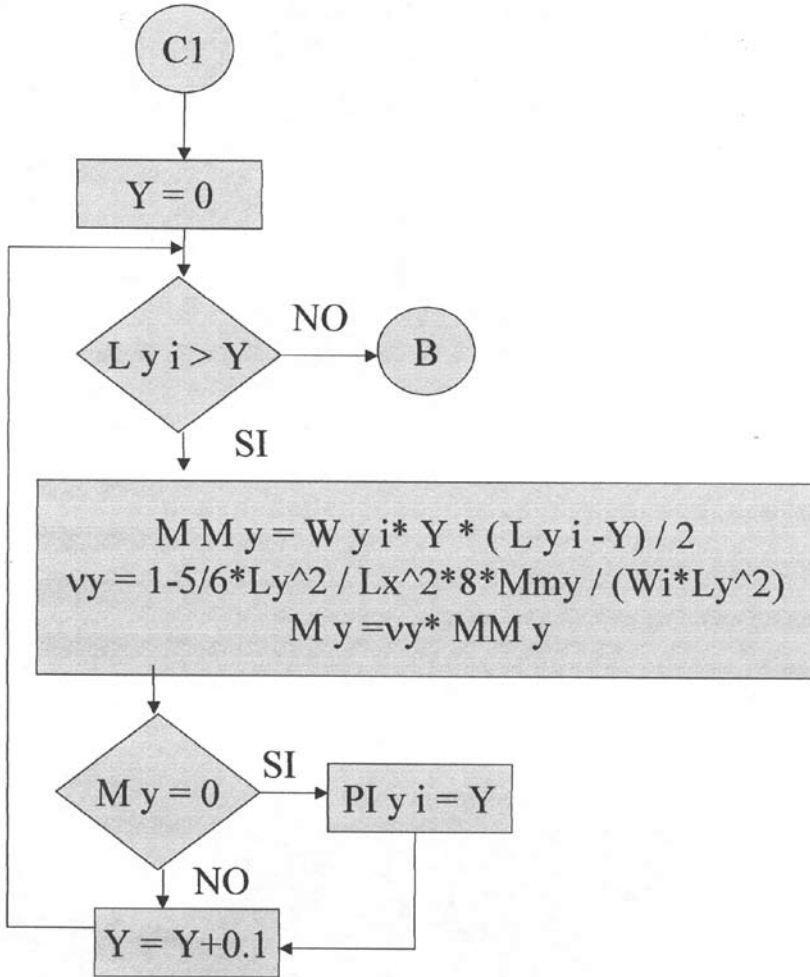 C1
Y = 0
L y i > Y
NO
B
SI
M M y = W y i* Y * ( L y i -Y) / 2
νy = 1-5/6*Ly^2 / Lx^2*8*Mmy / (Wi*Ly^2)
M y =νy* MM y
M y = 0
SI
PI y i = Y
NO
Y = Y+0.1